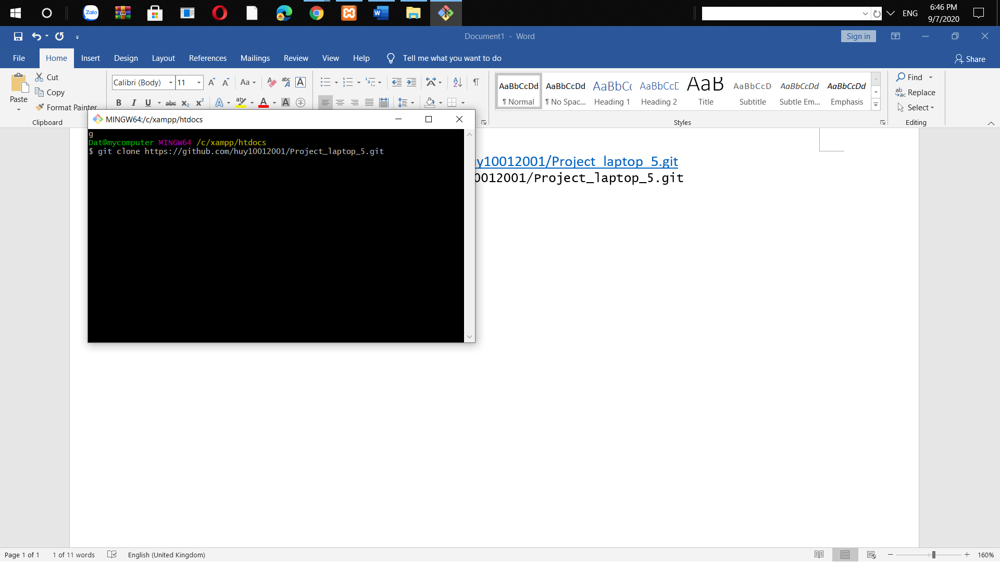 Zalo
ENG
6:46 PM
9/7/2020
Document1 - Word
Sign in
File
Home
Insert
Design
Layout
References
Mailings
Review
View
Help
Tell me what you want to do
Share
Paste
Cut
Copy
Format Painter
Clipboard
Calibri (Body)
11
AaBbCcDd
¶ Normal
AaBbCcDd
¶ No Spac...
AaBbCc
Heading 1
AaBbCcD
Heading 2
AaB
Title
AaBbCcD
Subtitle
AaBbCcDd
Subtle Em...
AaBbCcDd
Emphasis
Styles
Find
Replace
Select
Editing
MINGW64:/c/xampp/htdocs
g
Dat@mycomputer MINGW64 /c/xampp/htdocs
$ git clone https://github.com/huy10012001/Project_laptop_5.git
uy10012001/Project_laptop_5.git
0012001/Project_laptop_5.git
Page 1 of 1
1 of 11 words
English (United Kingdom)
160%